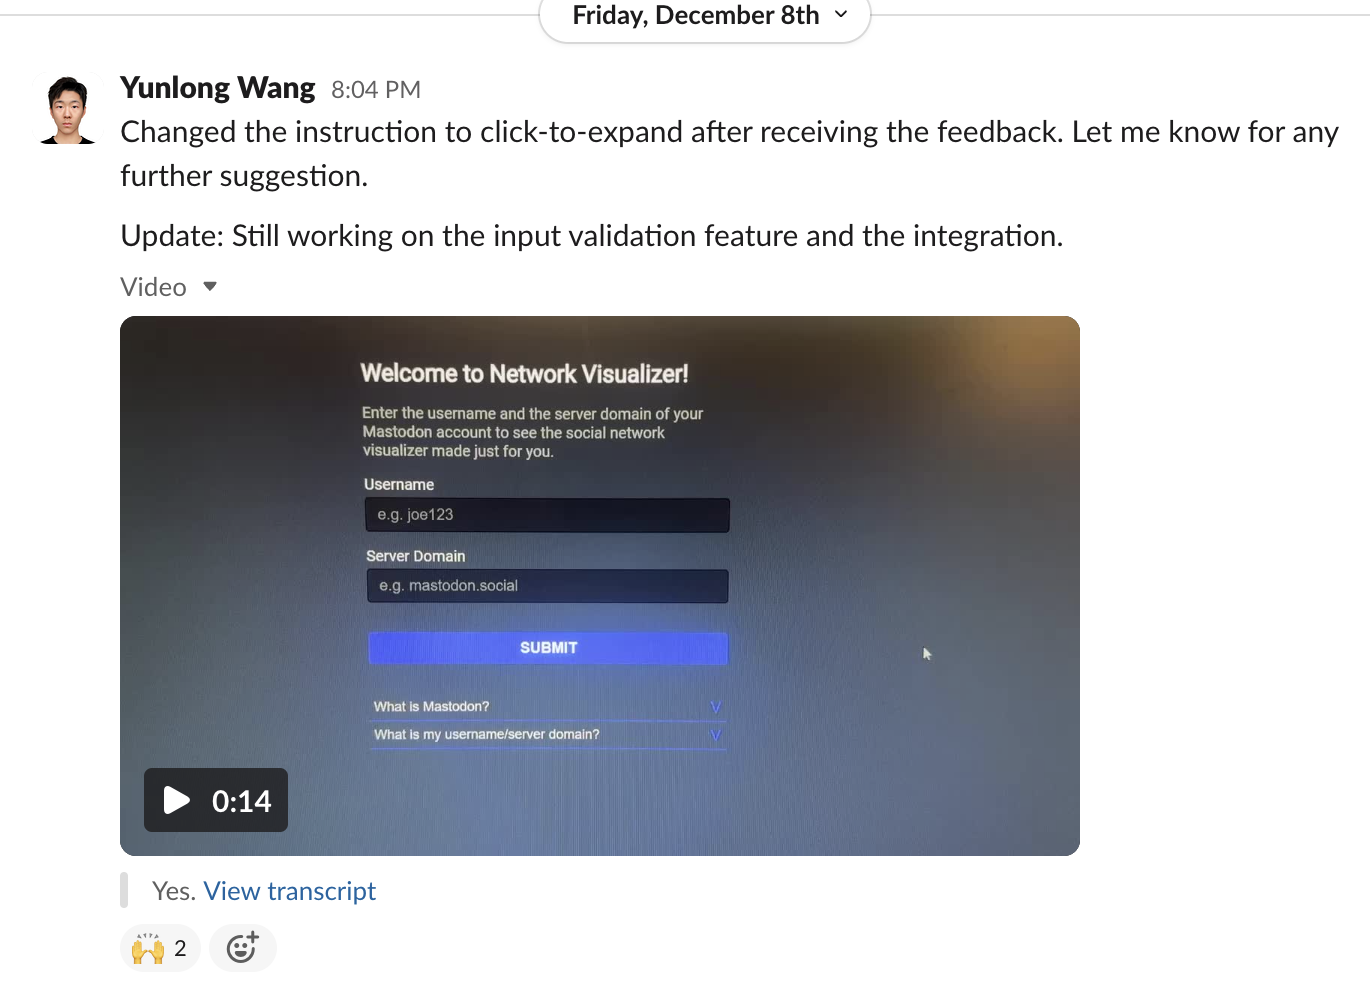 Friday, December 8th
Yunlong Wang 8:04 PM
Changed the instruction to click-to-expand after receiving the feedback. Let me know for any
further suggestion.
Update: Still working on the input validation feature and the integration.
Video
Welcome to Network Visualizer!
Enter the username and the server domain of your
Mastodon account to see the social network
visualizer made just for you.
Username
e.g. joe123
Server Domain
e.g. mastodon.social
SUBMIT
What is Mastodon? V
What is my username/server domain? V
0:14
Yes. View transcript
2